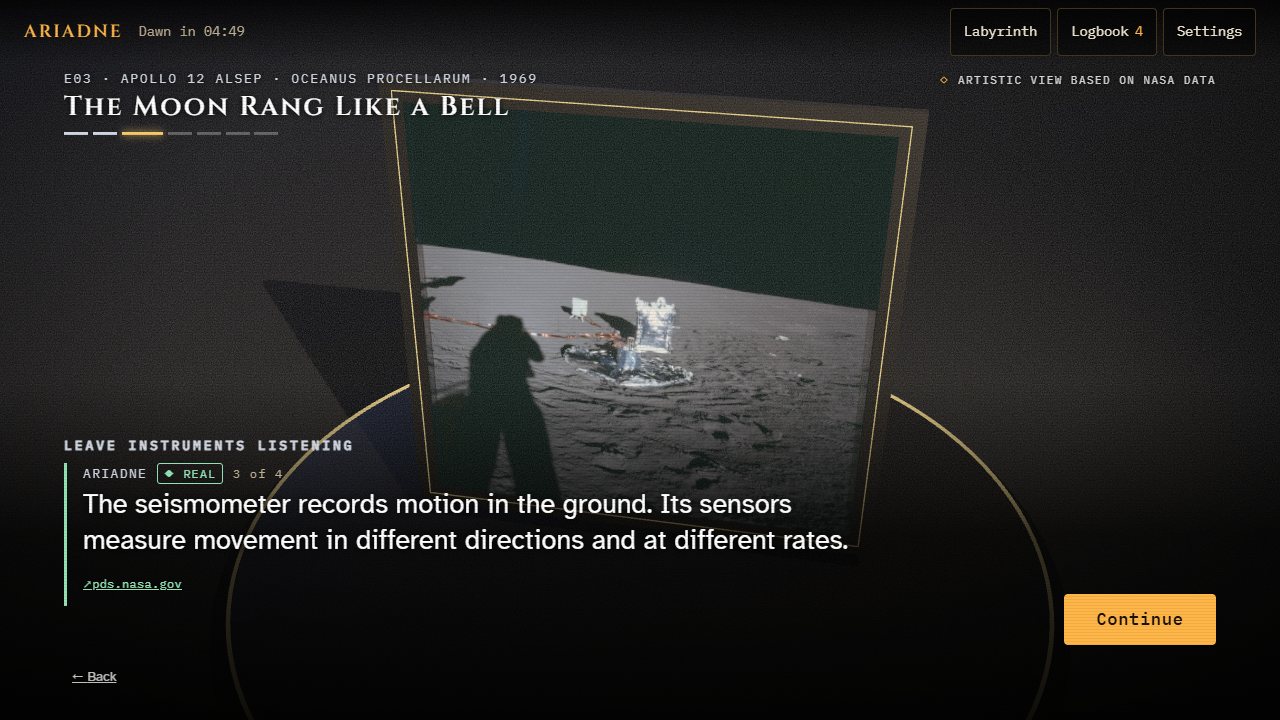 ARIADNE Dawn in 04:49
Labyrinth
Logbook 4
Settings
E03 · APOLLO 12 ALSEP · OCEANUS PROCELLARUM · 1969
The Moon Rang Like a Bell
◇ ARTISTIC VIEW BASED ON NASA DATA
LEAVE INSTRUMENTS LISTENING
ARIADNE ◆ REAL 3 of 4
The seismometer records motion in the ground. Its sensors
measure movement in different directions and at different rates.
↗pds.nasa.gov
Continue
← Back